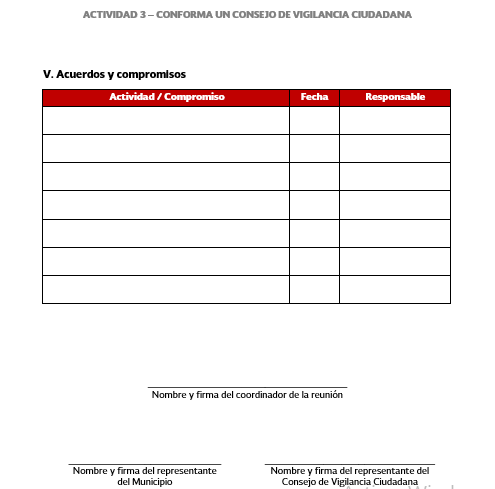 ACTIVIDAD 3 – CONFORMA UN CONSEJO DE VIGILANCIA CIUDADANA
V. Acuerdos y compromisos
Actividad / Compromiso Fecha Responsable
Nombre y firma del coordinador de la reunión
Nombre y firma del representante Nombre y firma del representante del
del Municipio Consejo de Vigilancia Ciudadana